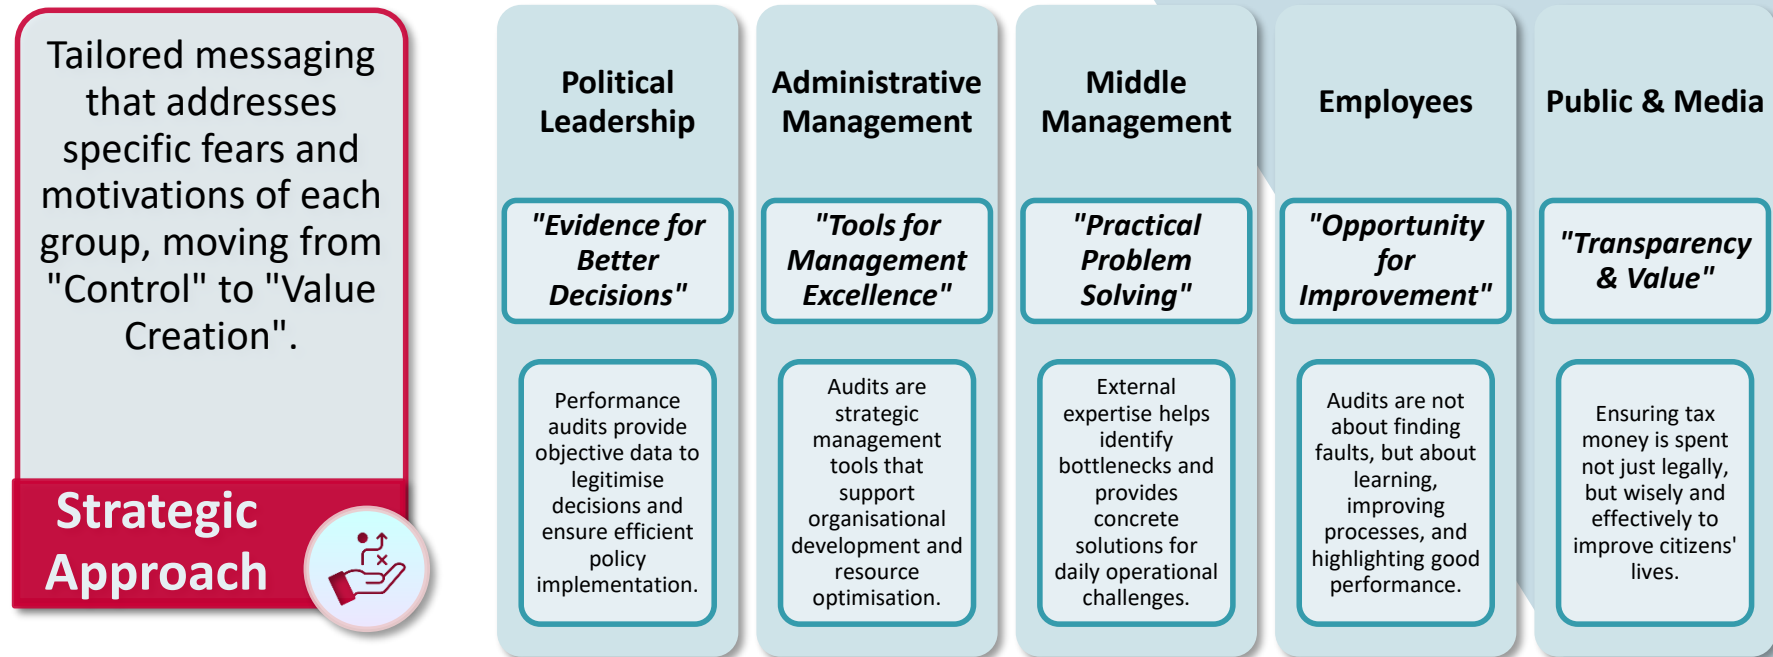 Tailored messaging
that addresses
specific fears and
motivations of each
group, moving from
"Control" to "Value
Creation".
Strategic
Approach
Political
Leadership
"Evidence for
Better
Decisions"
Performance
audits provide
objective data to
legitimise
decisions and
ensure efficient
policy
implementation.
Administrative
Management
"Tools for
Management
Excellence"
Audits are
strategic
management
tools that
support
organisational
development and
resource
optimisation.
Middle
Management
"Practical
Problem
Solving"
External
expertise helps
identify
bottlenecks and
provides
concrete
solutions for
daily operational
challenges.
Employees
"Opportunity
for
Improvement"
Audits are not
about finding
faults, but about
learning,
improving
processes, and
highlighting good
performance.
Public & Media
"Transparency
& Value"
Ensuring tax
money is spent
not just legally,
but wisely and
effectively to
improve citizens'
lives.